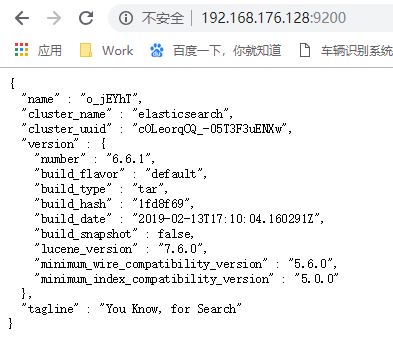 不安全 | 192.168.176.128:9200
应用 Work 百度一下，你就知道 车辆识别系统
{
"name" : "o_jEYhT",
"cluster_name" : "elasticsearch",
"cluster_uuid" : "cOLeorqCQ_-05T3F3uENXw",
"version" : {
"number" : "6.6.1",
"build_flavor" : "default",
"build_type" : "tar",
"build_hash" : "1fd8f69",
"build_date" : "2019-02-13T17:10:04.160291Z",
"build_snapshot" : false,
"lucene_version" : "7.6.0",
"minimum_wire_compatibility_version" : "5.6.0",
"minimum_index_compatibility_version" : "5.0.0"
},
"tagline" : "You Know, for Search"
}